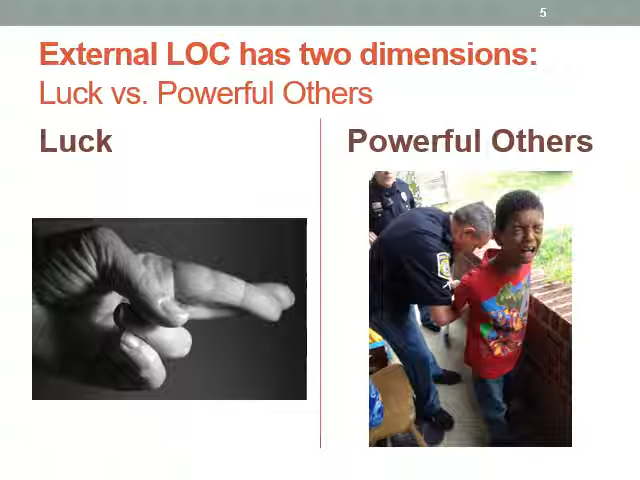 5
External LOC has two dimensions:
Luck vs. Powerful Others
Luck
Powerful Others